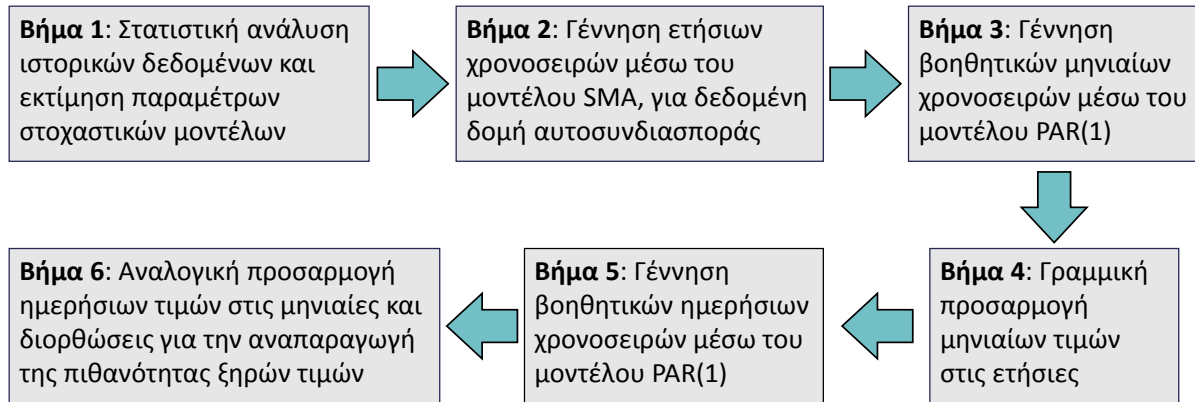 Βήμα 1: Στατιστική ανάλυση
ιστορικών δεδομένων και
εκτίμηση παραμέτρων
στοχαστικών μοντέλων
Βήμα 2: Γέννηση ετήσιων
χρονοσειρών μέσω του
μοντέλου SMA, για δεδομένη
δομή αυτοσυνδιασποράς
Βήμα 3: Γέννηση
βοηθητικών μηνιαίων
χρονοσειρών μέσω του
μοντέλου PAR(1)
Βήμα 4: Γραμμική
προσαρμογή
μηνιαίων τιμών
στις ετήσιες
Βήμα 5: Γέννηση
βοηθητικών ημερήσιων
χρονοσειρών μέσω του
μοντέλου PAR(1)
Βήμα 6: Αναλογική προσαρμογή
ημερήσιων τιμών στις μηνιαίες και
διορθώσεις για την αναπαραγωγή
της πιθανότητας ξηρών τιμών